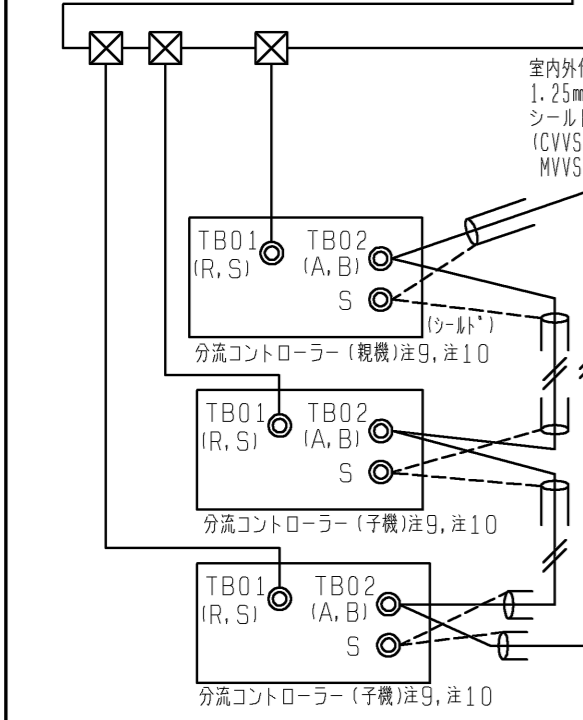 室内外
1.25mm
シールド
(CVVS
MVVS
TB01 TB02
(R,S) (A,B)
S
(シールド)
分流コントローラー(親機)注9,注10
TB01 TB02
(R,S) (A,B)
S
分流コントローラー(子機)注9,注10
TB01 TB02
(R,S) (A,B)
S
分流コントローラー(子機)注9,注10